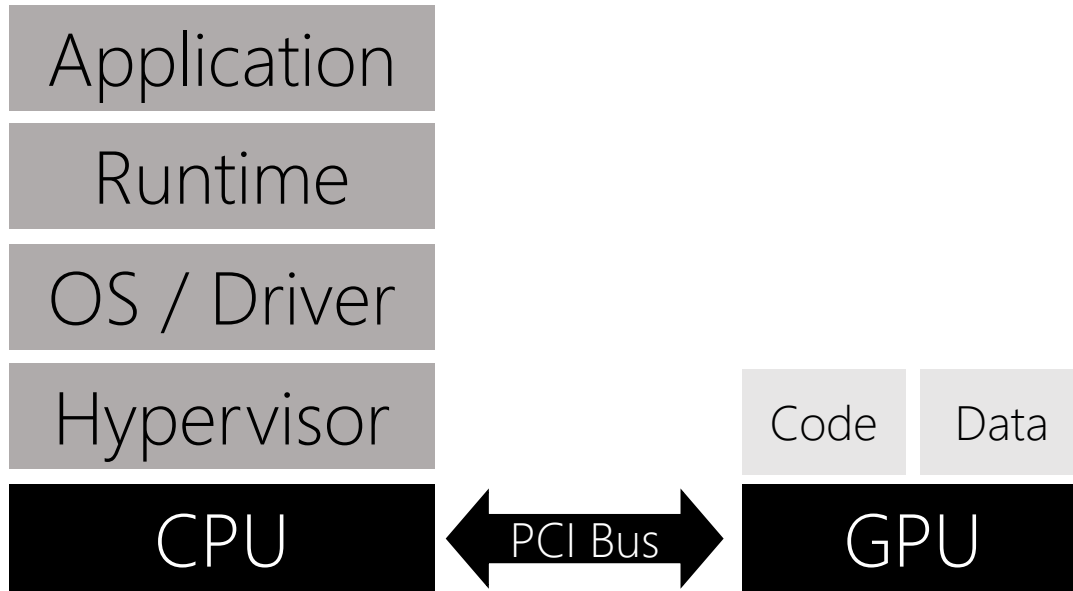 Application
Runtime
OS / Driver
Hypervisor
Code Data
CPU PCI Bus GPU